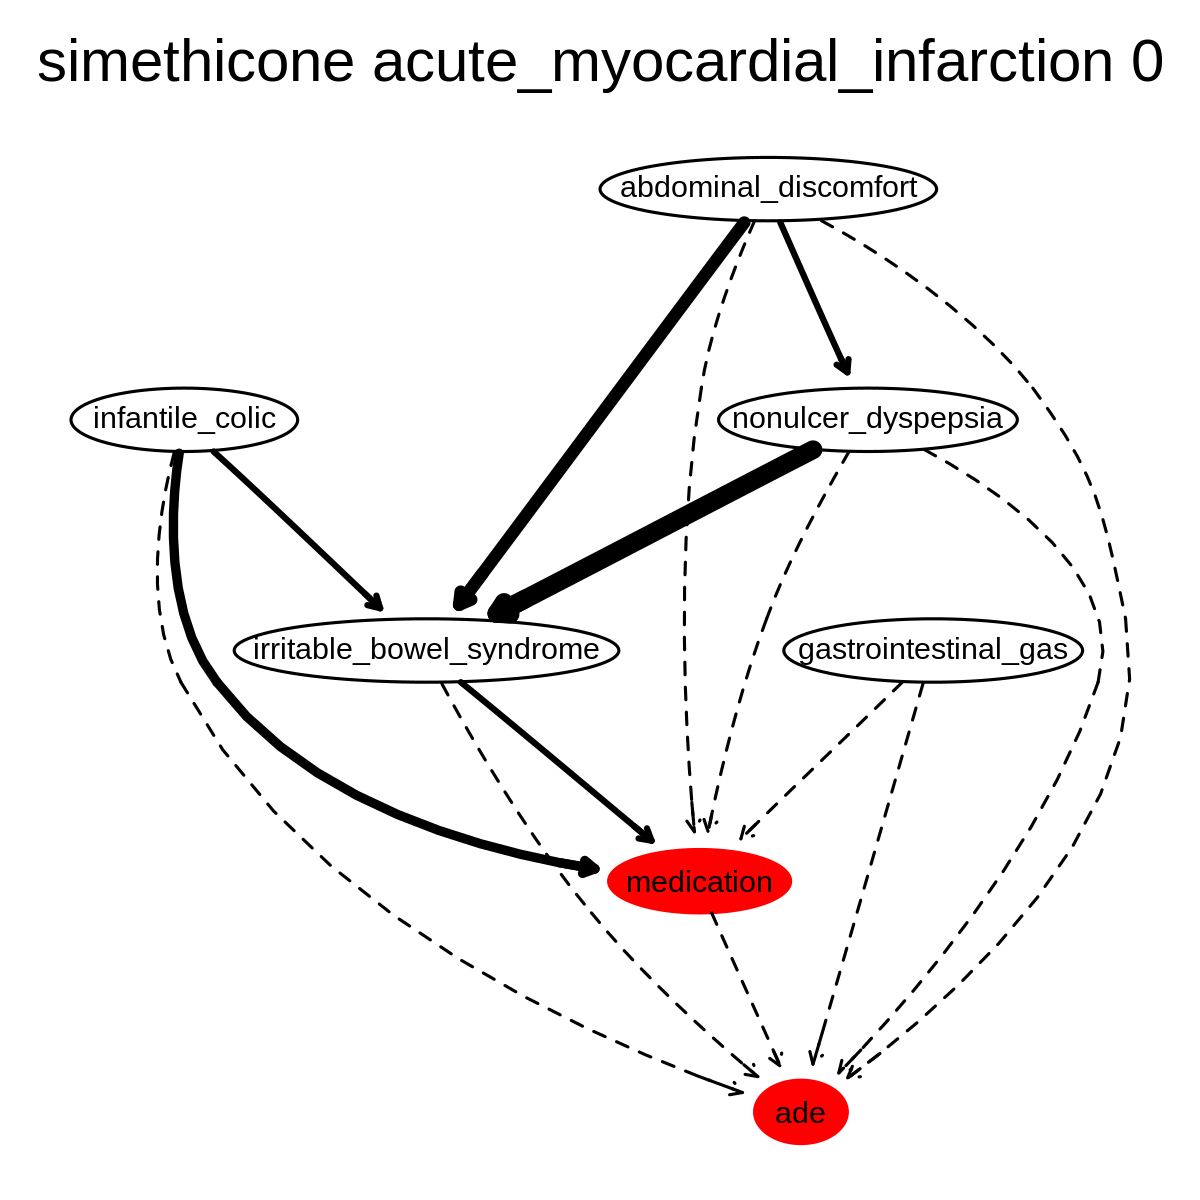 simethicone acute_myocardial_infarction 0
abdominal_discomfort
infantile_colic
nonulcer_dyspepsia
irritable_bowel_syndrome
gastrointestinal_gas
medication
ade